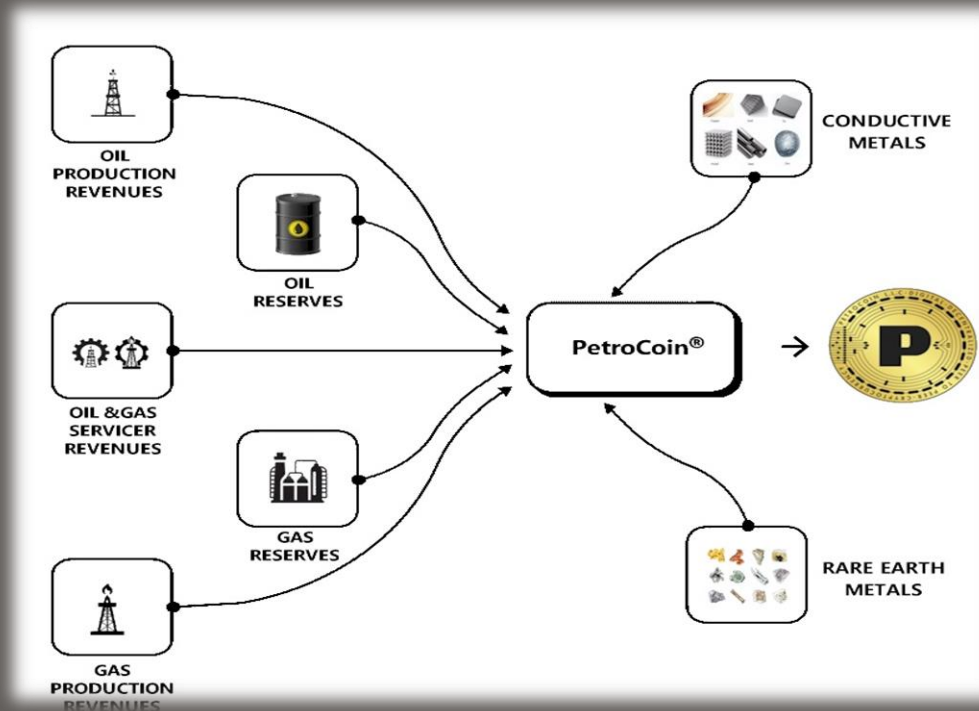 OIL
PRODUCTION
REVENUES
OIL
RESERVES
OIL &GAS
SERVICER
REVENUES
GAS
RESERVES
GAS
PRODUCTION
REVENUES
PetroCoin®
CONDUCTIVE
METALS
RARE EARTH
METALS
P